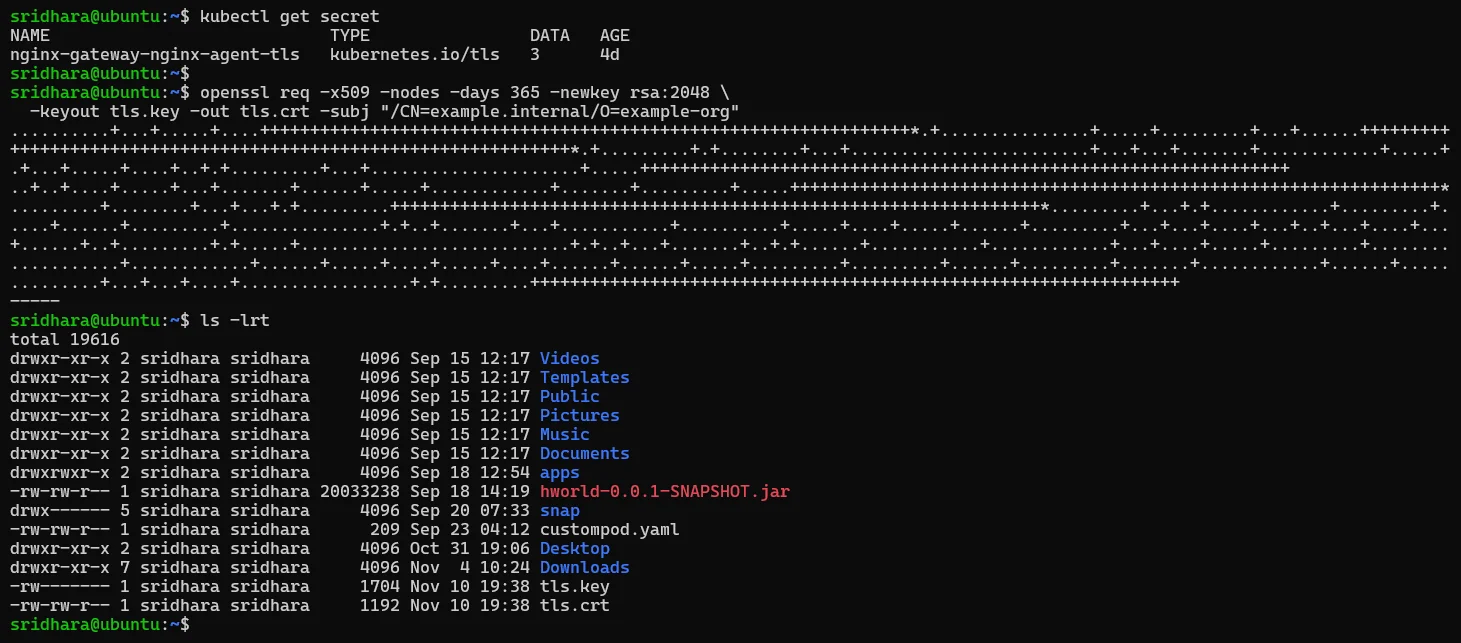 sridhara@ubuntu:~$ kubectl get secret
NAME                            TYPE                DATA   AGE
nginx-gateway-nginx-agent-tls   kubernetes.io/tls   3      4d
sridhara@ubuntu:~$
sridhara@ubuntu:~$ openssl req -x509 -nodes -days 365 -newkey rsa:2048 \
  -keyout tls.key -out tls.crt -subj "/CN=example.internal/O=example-org"
-----
sridhara@ubuntu:~$ ls -lrt
total 19616
drwxr-xr-x 2 sridhara sridhara     4096 Sep 15 12:17 Videos
drwxr-xr-x 2 sridhara sridhara     4096 Sep 15 12:17 Templates
drwxr-xr-x 2 sridhara sridhara     4096 Sep 15 12:17 Public
drwxr-xr-x 2 sridhara sridhara     4096 Sep 15 12:17 Pictures
drwxr-xr-x 2 sridhara sridhara     4096 Sep 15 12:17 Music
drwxr-xr-x 2 sridhara sridhara     4096 Sep 15 12:17 Documents
drwxrwxr-x 2 sridhara sridhara     4096 Sep 18 12:54 apps
-rw-rw-r-- 1 sridhara sridhara 20033238 Sep 18 14:19 hworld-0.0.1-SNAPSHOT.jar
drwx------ 5 sridhara sridhara     4096 Sep 20 07:33 snap
-rw-rw-r-- 1 sridhara sridhara      209 Sep 23 04:12 custompod.yaml
drwxr-xr-x 2 sridhara sridhara     4096 Oct 31 19:06 Desktop
drwxr-xr-x 7 sridhara sridhara     4096 Nov  4 10:24 Downloads
-rw------- 1 sridhara sridhara     1704 Nov 10 19:38 tls.key
-rw-rw-r-- 1 sridhara sridhara     1192 Nov 10 19:38 tls.crt
sridhara@ubuntu:~$